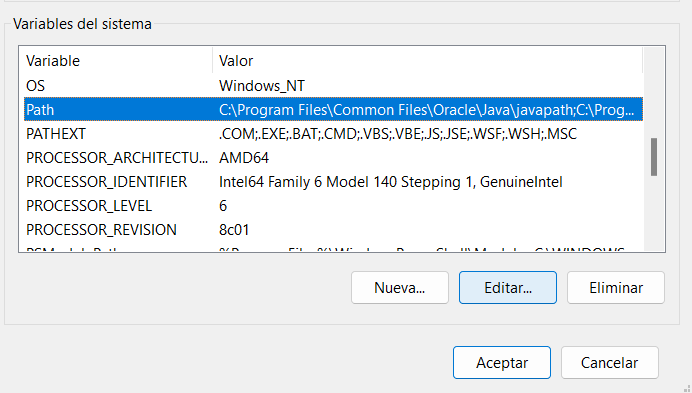 Variables del sistema
Variable Valor
OS Windows_NT
Path C:\Program Files\Common Files\Oracle\Java\javapath;C:\Prog...
PATHEXT .COM;.EXE;.BAT;.CMD;.VBS;.VBE;.JS;.JSE;.WSF;.WSH;.MSC
PROCESSOR_ARCHITECTU... AMD64
PROCESSOR_IDENTIFIER Intel64 Family 6 Model 140 Stepping 1, GenuineIntel
PROCESSOR_LEVEL 6
PROCESSOR_REVISION 8c01
Nueva... Editar... Eliminar
Aceptar Cancelar